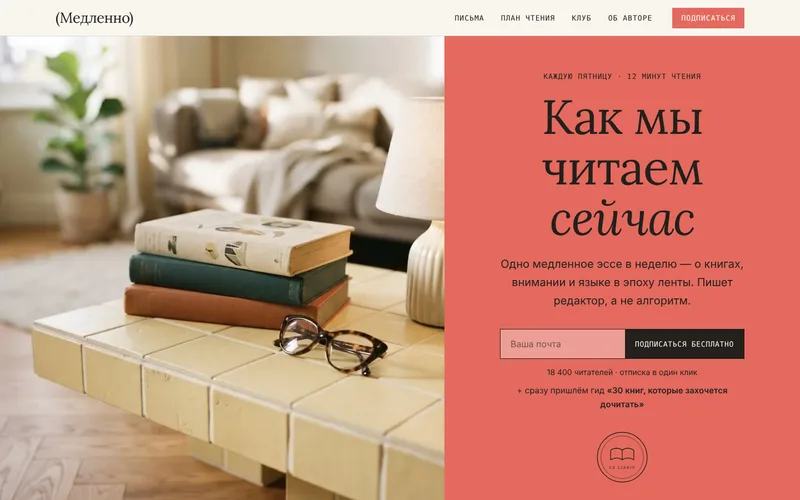 (Медленно)
ПИСЬМА ПЛАН ЧТЕНИЯ КЛУБ ОБ АВТОРЕ ПОДПИСАТЬСЯ
КАЖДУЮ ПЯТНИЦУ · 12 МИНУТ ЧТЕНИЯ
Как мы
читаем
сейчас
Одно медленное эссе в неделю — о книгах,
внимании и языке в эпоху ленты. Пишет
редактор, а не алгоритм.
Ваша почта ПОДПИСАТЬСЯ БЕСПЛАТНО
18 400 читателей · отписка в один клик
+ сразу пришлём гид «30 книг, которые захочется
дочитать»
EX LIBRIS